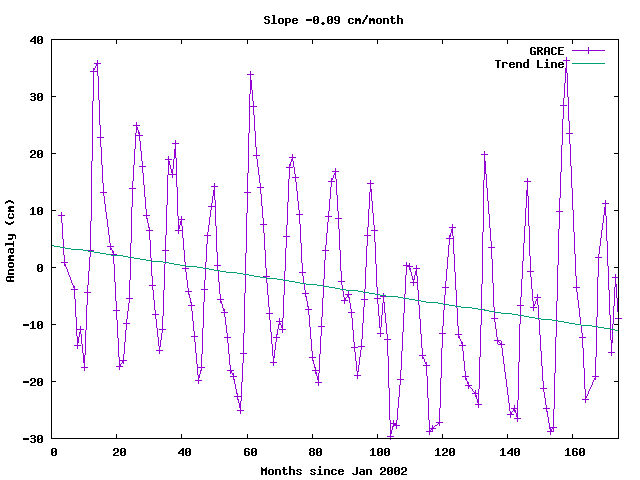 Slope -0.09 cm/month
GRACE
Trend Line
40
30
20
10
0
-10
-20
-30
Anomaly (cm)
0 20 40 60 80 100 120 140 160
Months since Jan 2002